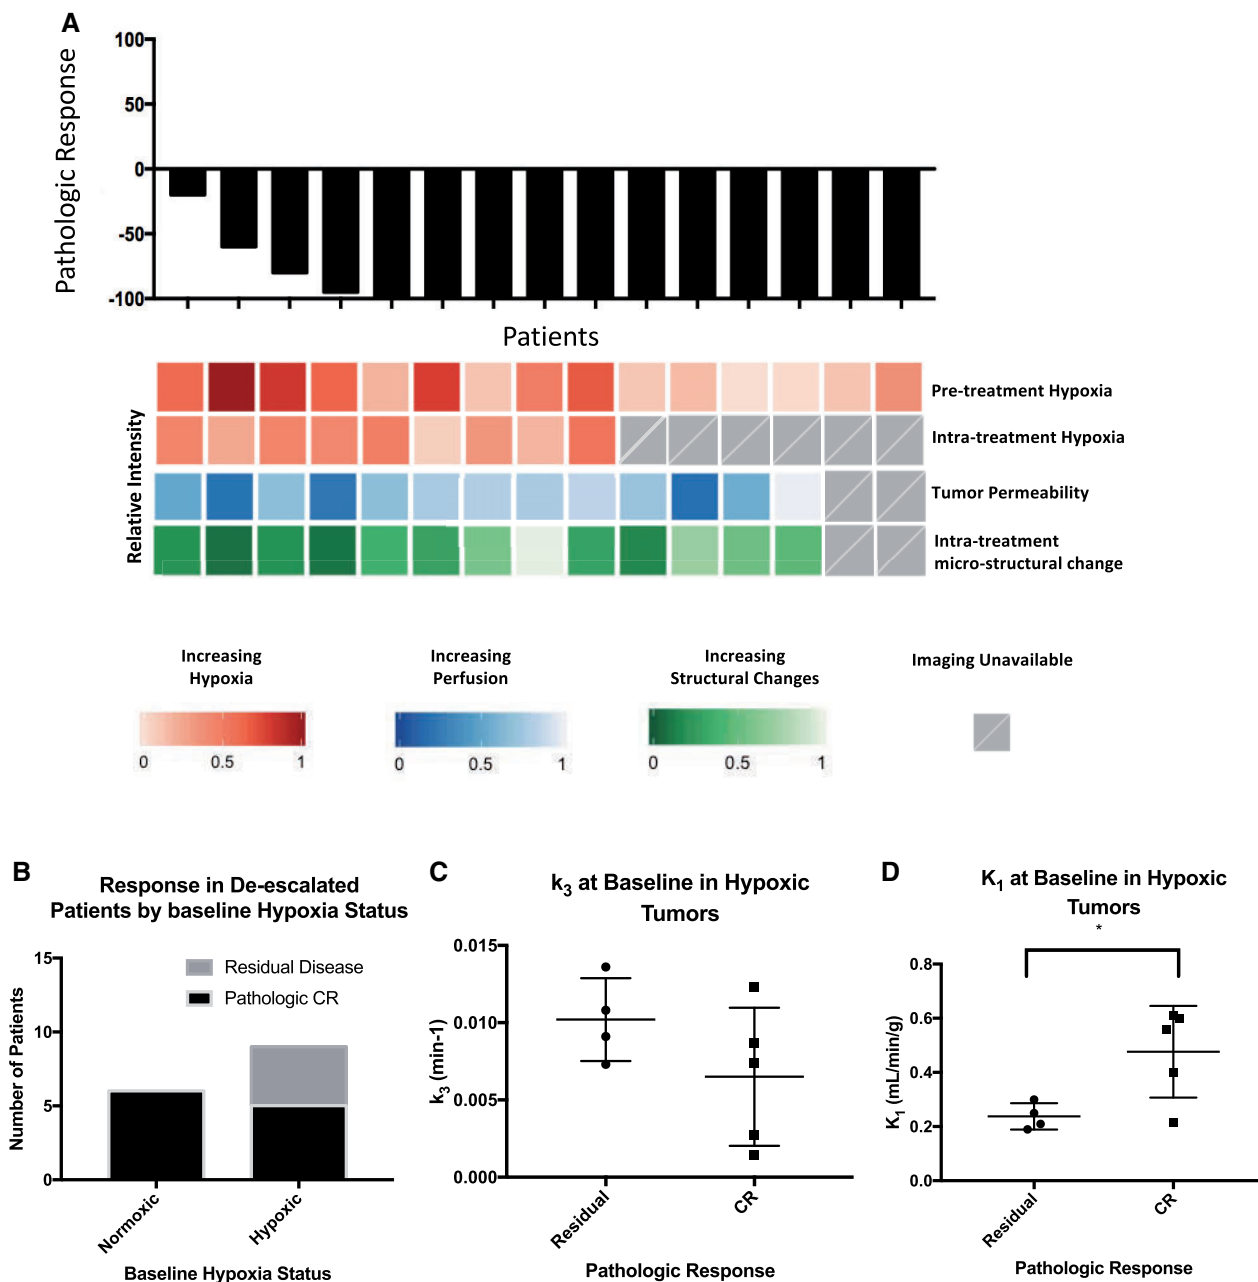 A
Pathologic Response
100
50
0
-50
-100
Patients
Relative Intensity
Pre-treatment Hypoxia
Intra-treatment Hypoxia
Tumor Permeability
Intra-treatment
micro-structural change
Increasing
Hypoxia
0 0.5 1
Increasing
Perfusion
0 0.5 1
Increasing
Structural Changes
0 0.5 1
Imaging Unavailable
B
Response in De-escalated
Patients by baseline Hypoxia Status
Number of Patients
15
10
5
0
Residual Disease
Pathologic CR
Normoxic
Hypoxic
Baseline Hypoxia Status
C
k3 at Baseline in Hypoxic
Tumors
k3 (min-1)
0.015
0.010
0.005
0.000
Residual
CR
Pathologic Response
D
K1 at Baseline in Hypoxic
Tumors
*
K1 (mL/min/g)
0.8
0.6
0.4
0.2
0.0
Residual
CR
Pathologic Response